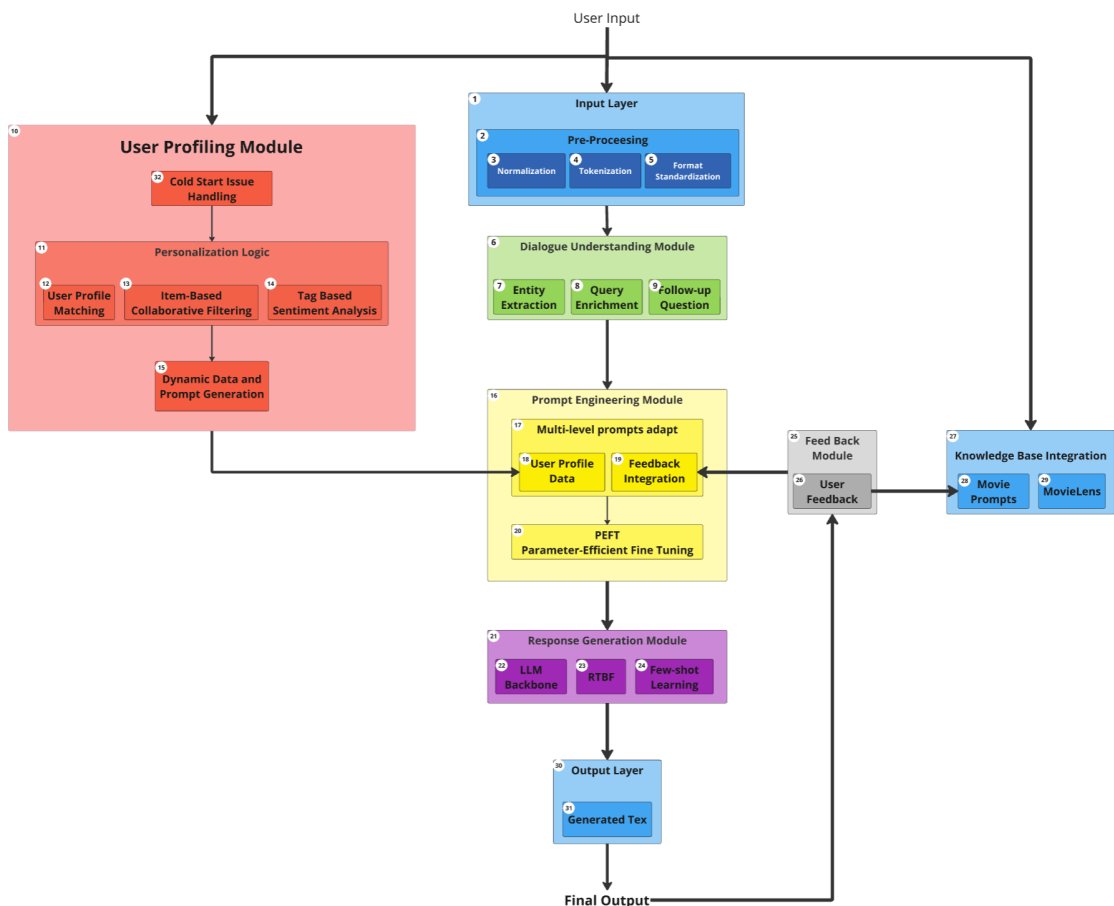 User Input
1
Input Layer
2
Pre-Proceesing
3
Normalization
4
Tokenization
5
Format
Standardization
10
User Profiling Module
32
Cold Start Issue
Handling
11
Personalization Logic
12
User Profile
Matching
13
Item-Based
Collaborative Filtering
14
Tag Based
Sentiment Analysis
15
Dynamic Data and
Prompt Generation
6
Dialogue Understanding Module
7
Entity
Extraction
8
Query
Enrichment
9
Follow-up
Question
16
Prompt Engineering Module
17
Multi-level prompts adapt
18
User Profile
Data
19
Feedback
Integration
20
PEFT
Parameter-Efficient Fine Tuning
25
Feed Back
Module
26
User
Feedback
27
Knowledge Base Integration
28
Movie
Prompts
29
MovieLens
21
Response Generation Module
22
LLM
Backbone
23
RTBF
24
Few-shot
Learning
30
Output Layer
31
Generated Tex
Final Output